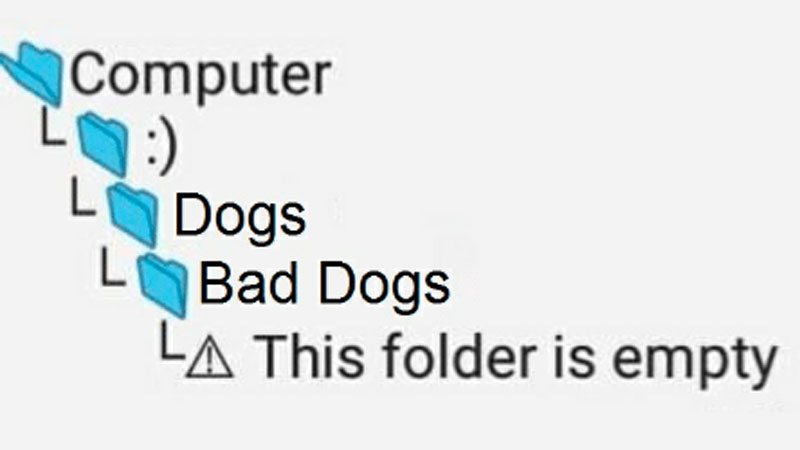 Computer
:)
Dogs
Bad Dogs
⚠ This folder is empty